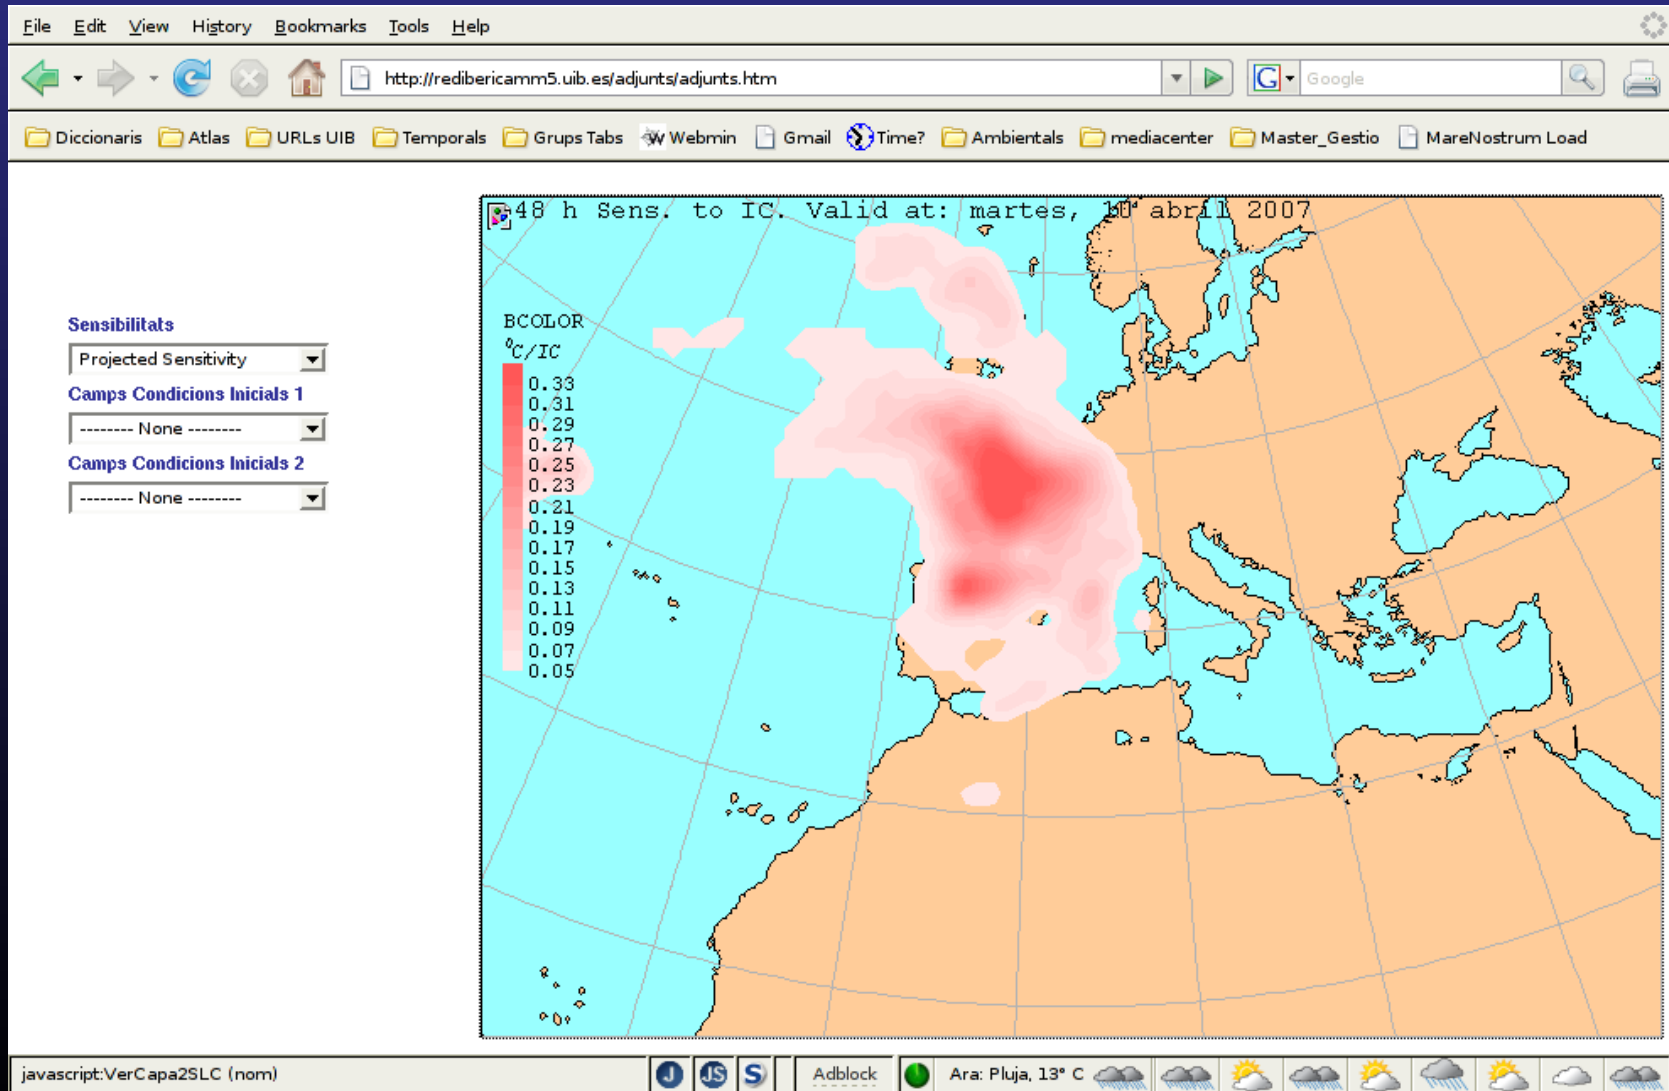 File Edit View History Bookmarks Tools Help
http://redibericamm5.uib.es/adjunts/adjunts.htm
G Google
Diccionaris Atlas URLs UIB Temporals Grups Tabs Webmin Gmail Time? Ambientals mediacenter Master_Gestio MareNostrum Load
48 h Sens. to IC. Valid at: martes, 10 abril 2007
Sensibilitats
Projected Sensitivity
Camps Condicions Inicials 1
-------- None --------
Camps Condicions Inicials 2
-------- None --------
BCOLOR
°C/IC
0.33
0.31
0.29
0.27
0.25
0.23
0.21
0.19
0.17
0.15
0.13
0.11
0.09
0.07
0.05
javascript:VerCapa2SLC (nom) J JS S Adblock Ara: Pluja, 13° C